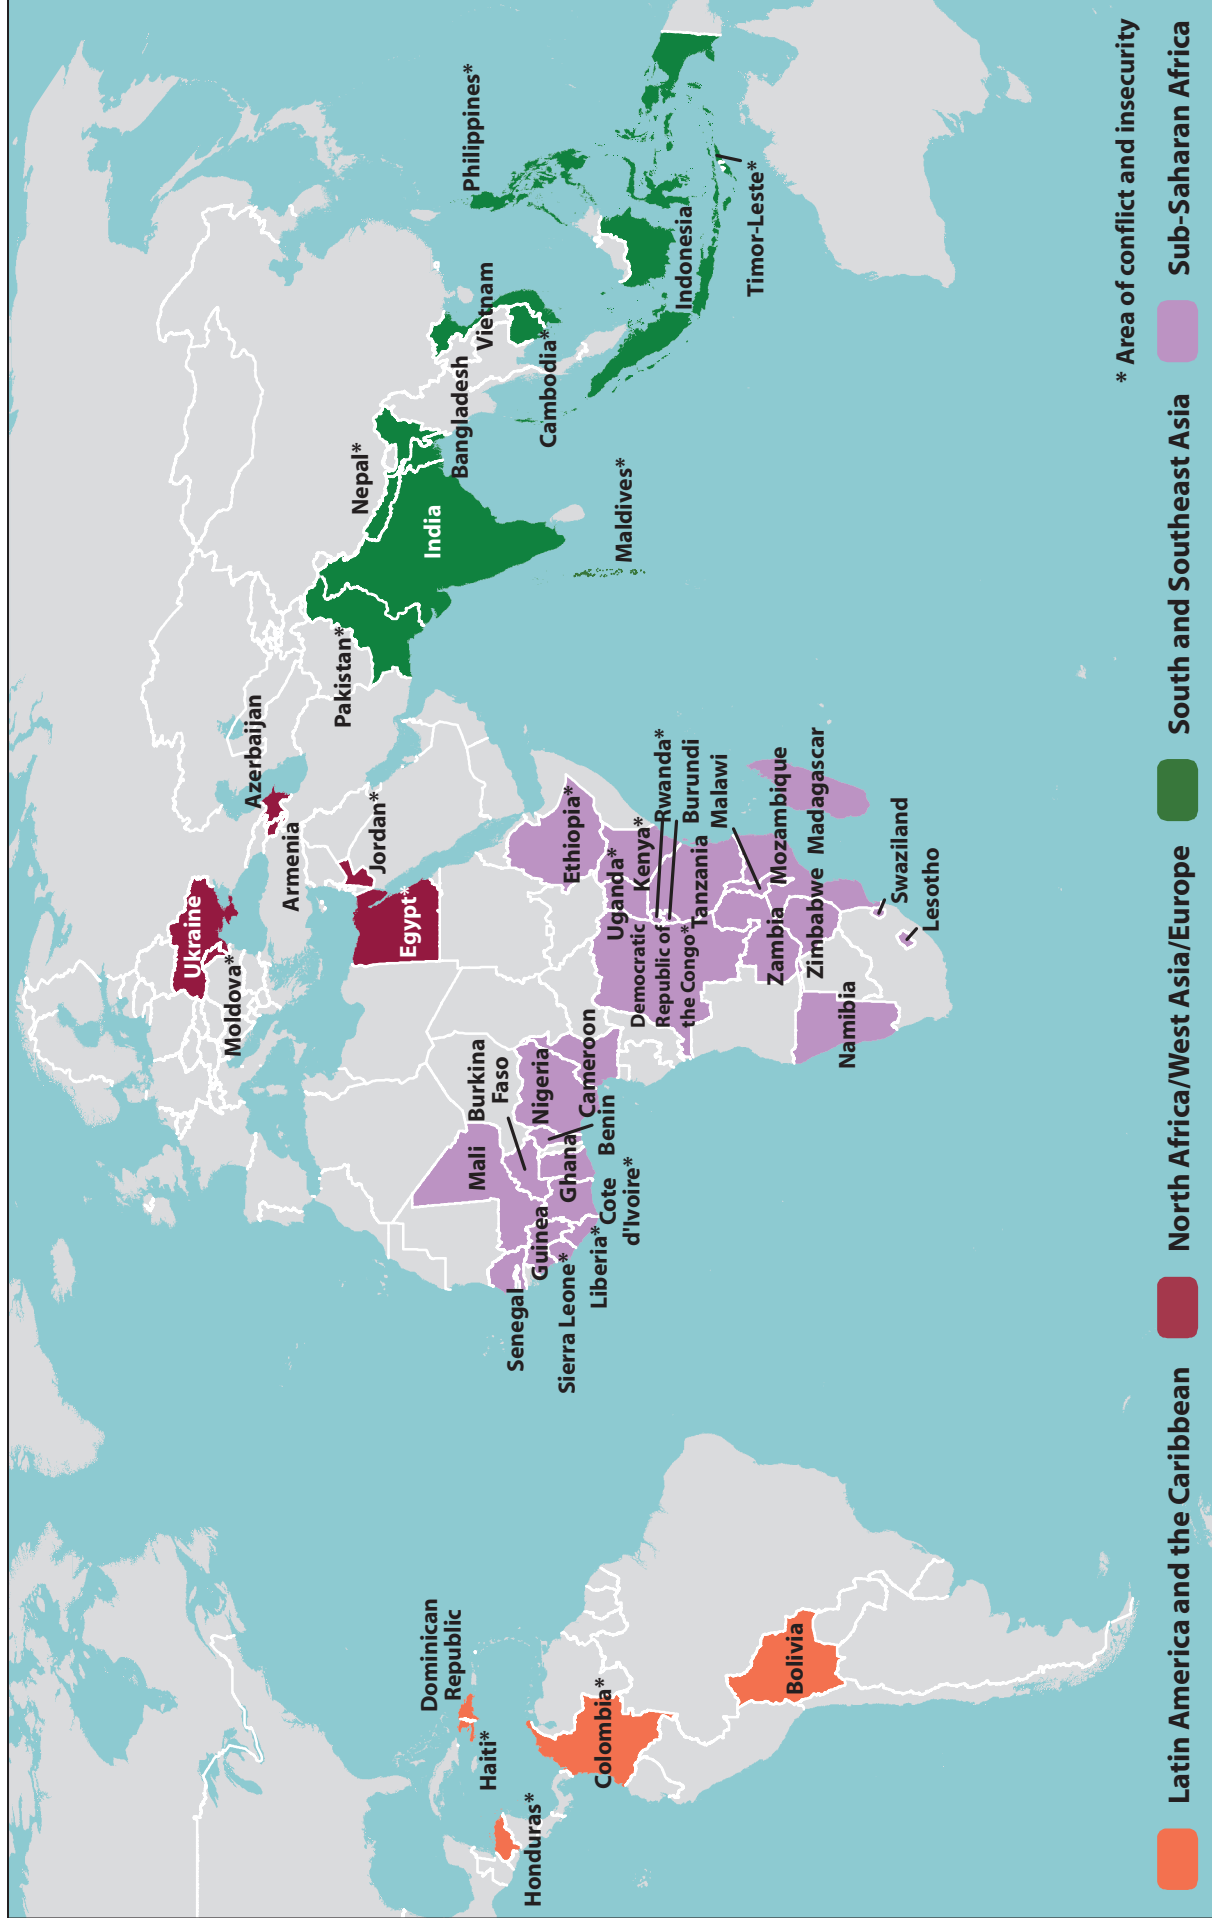 Ukraine
Moldova*
Azerbaijan
Armenia
Jordan*
Egypt*
Pakistan*
Nepal*
India
Bangladesh
Vietnam
Cambodia*
Philippines*
Maldives*
Indonesia
Timor-Leste*
Dominican
Republic
Haiti*
Honduras*
Colombia*
Bolivia
Mali
Burkina
Faso
Senegal
Guinea
Sierra Leone*
Liberia*
Cote
d'Ivoire*
Ghana
Benin
Nigeria
Cameroon
Ethiopia*
Uganda*
Kenya*
Rwanda*
Burundi
Democratic
Republic of
the Congo*
Tanzania
Malawi
Zambia
Mozambique
Zimbabwe
Madagascar
Namibia
Swaziland
Lesotho
* Area of conflict and insecurity
Latin America and the Caribbean
North Africa/West Asia/Europe
South and Southeast Asia
Sub-Saharan Africa